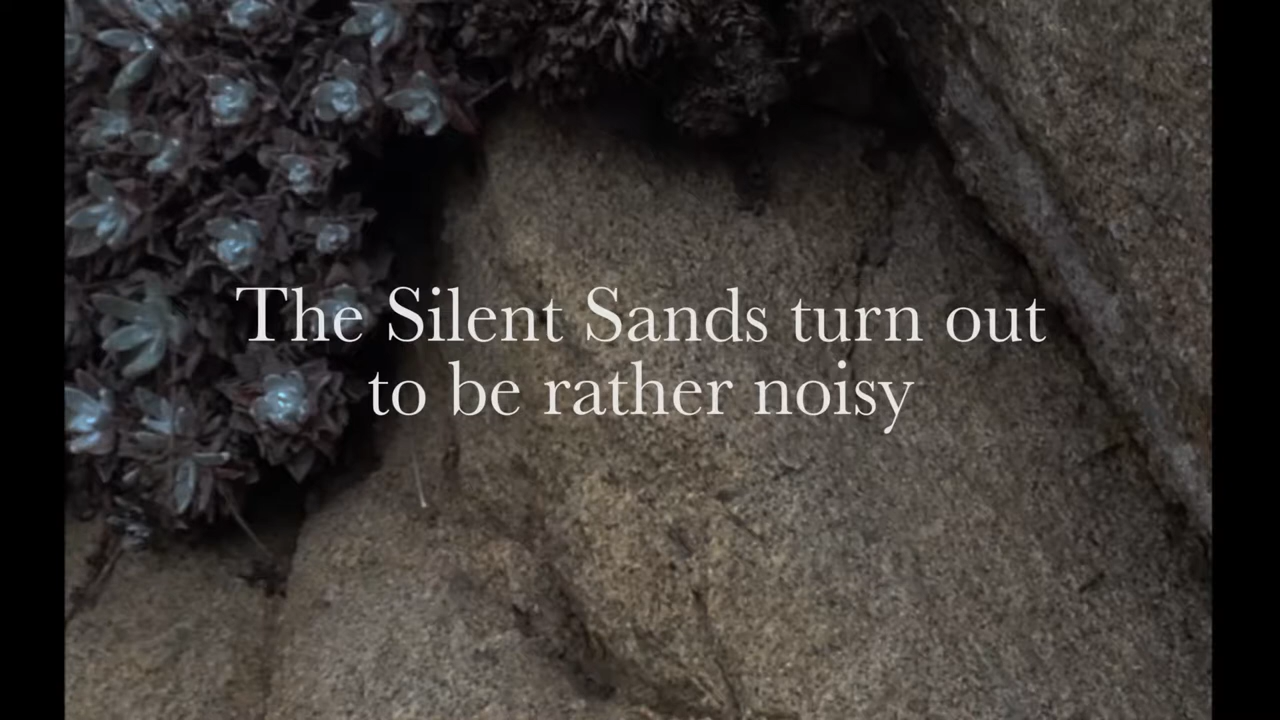 The Silent Sands turn out
to be rather noisy